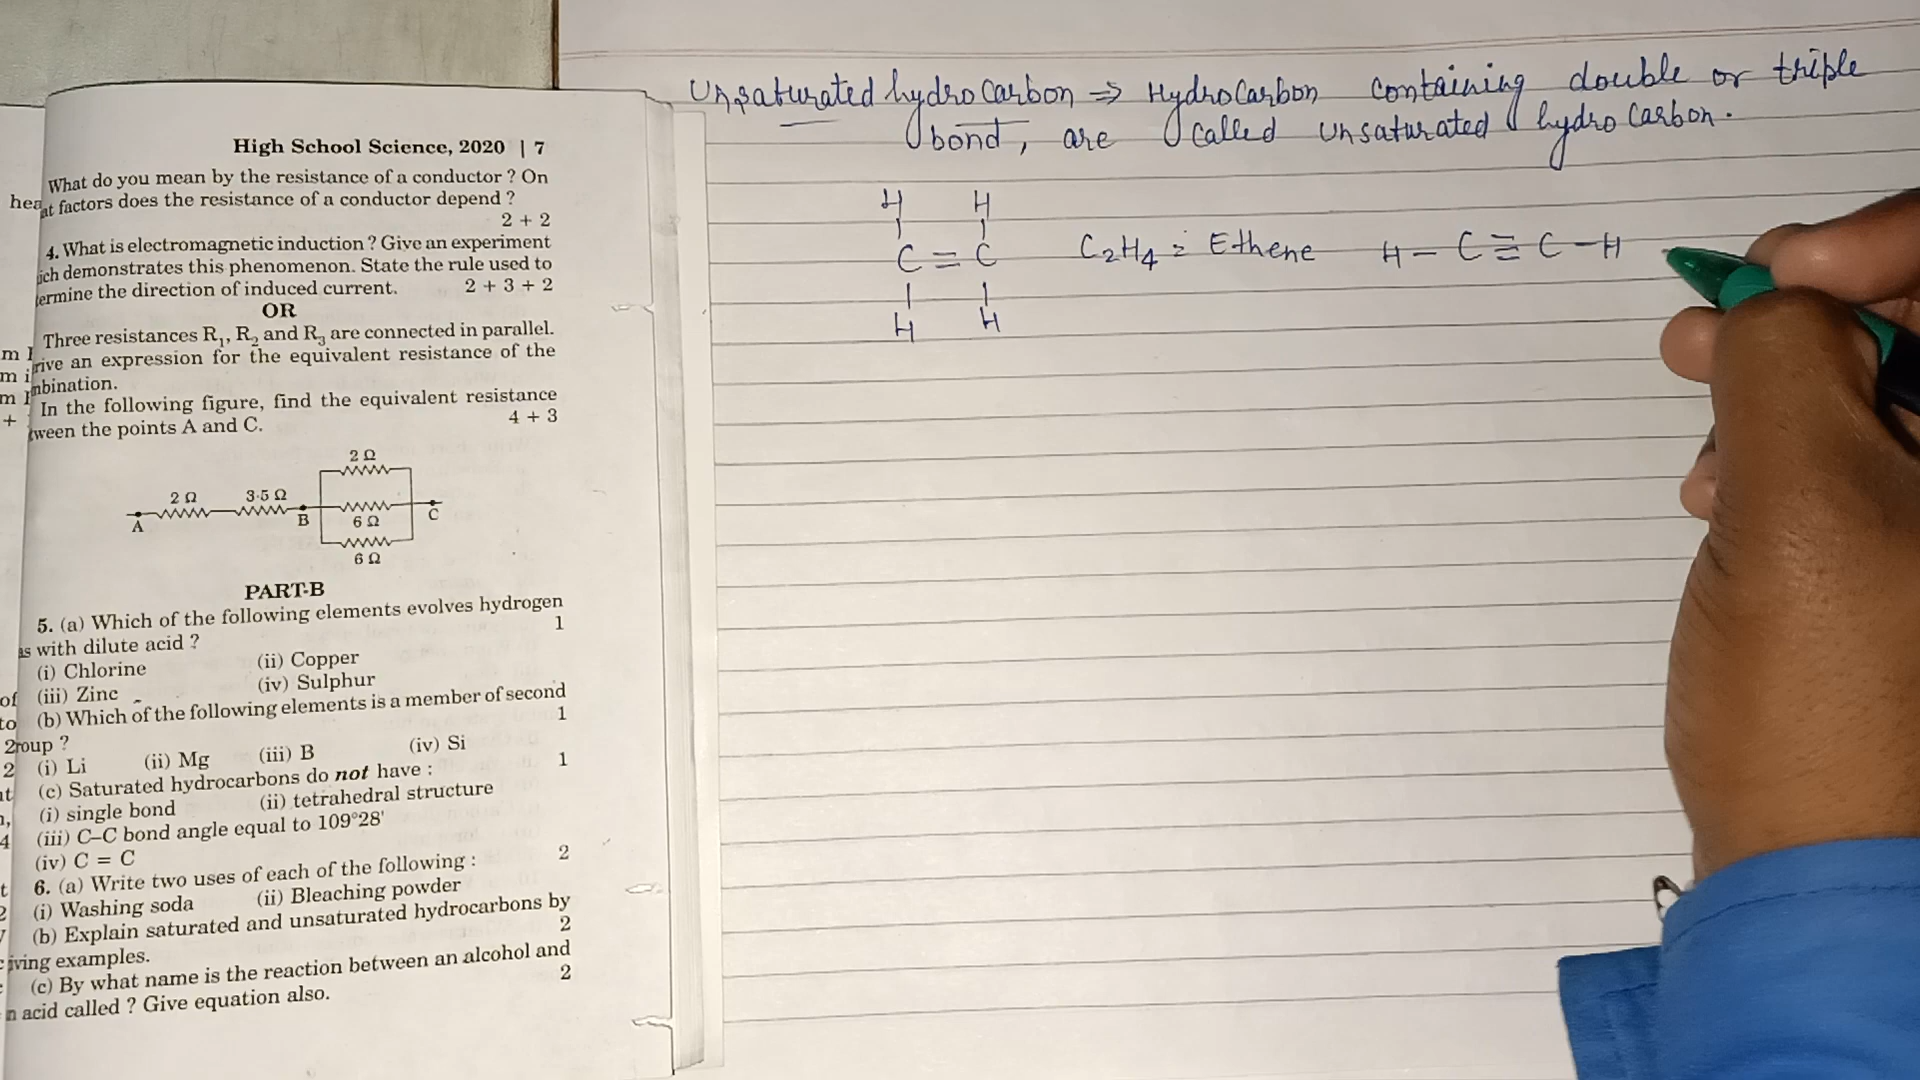 High School Science, 2020 | 7
What do you mean by the resistance of a conductor ? On
hea
at factors does the resistance of a conductor depend ?
2 + 2
4. What is electromagnetic induction ? Give an experiment
ich demonstrates this phenomenon. State the rule used to
termine the direction of induced current. 2 + 3 + 2
OR
Three resistances R₁, R₂ and R₃ are connected in parallel.
rive an expression for the equivalent resistance of the
mbination.
In the following figure, find the equivalent resistance
tween the points A and C. 4 + 3
2 Ω
2 Ω 3·5 Ω
A B 6 Ω C
6 Ω
PART-B
5. (a) Which of the following elements evolves hydrogen
as with dilute acid ? 1
(i) Chlorine (ii) Copper
(iii) Zinc (iv) Sulphur
(b) Which of the following elements is a member of second
roup ? 1
(i) Li (ii) Mg (iii) B (iv) Si
(c) Saturated hydrocarbons do not have : 1
(i) single bond (ii) tetrahedral structure
(iii) C–C bond angle equal to 109°28'
(iv) C = C
6. (a) Write two uses of each of the following : 2
(i) Washing soda (ii) Bleaching powder
(b) Explain saturated and unsaturated hydrocarbons by
iving examples. 2
(c) By what name is the reaction between an alcohol and
n acid called ? Give equation also. 2
of
to
2
2
Unsaturated hydrocarbon ⇒ Hydrocarbon containing double or triple
bond, are called unsaturated hydrocarbon.
H H
C = C C₂H₄ = Ethene H – C ≡ C – H
H H